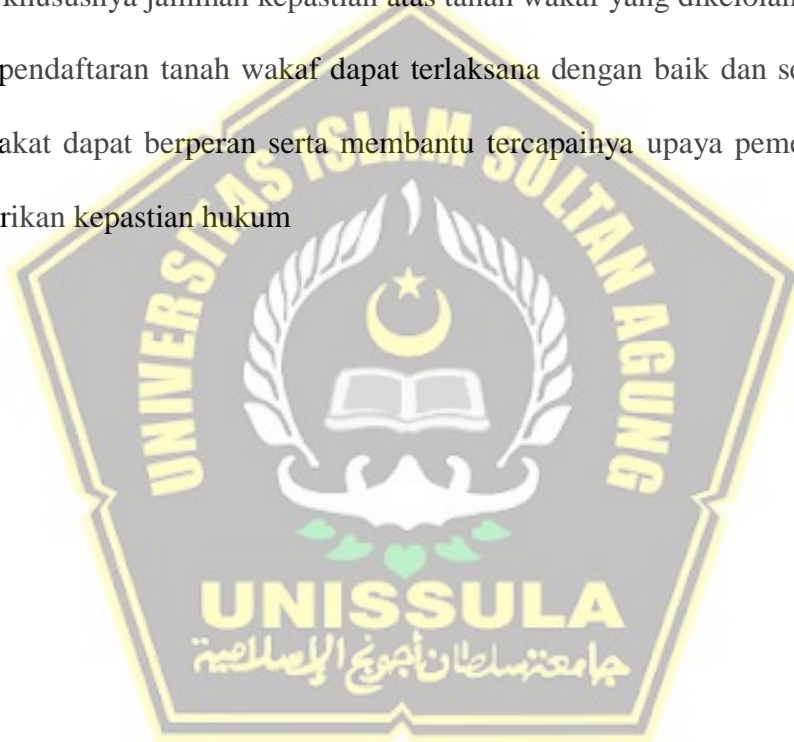 khususnya jaminan kepastian atas tanah wakaf yang dikelola
pendaftaran tanah wakaf dapat terlaksana dengan baik dan se
akat dapat berperan serta membantu tercapainya upaya peme
rikan kepastian hukum
UNIVERSITAS ISLAM SULTAN AGUNG
UNISSULA
جامعة سلطان أجونج الإسلامية